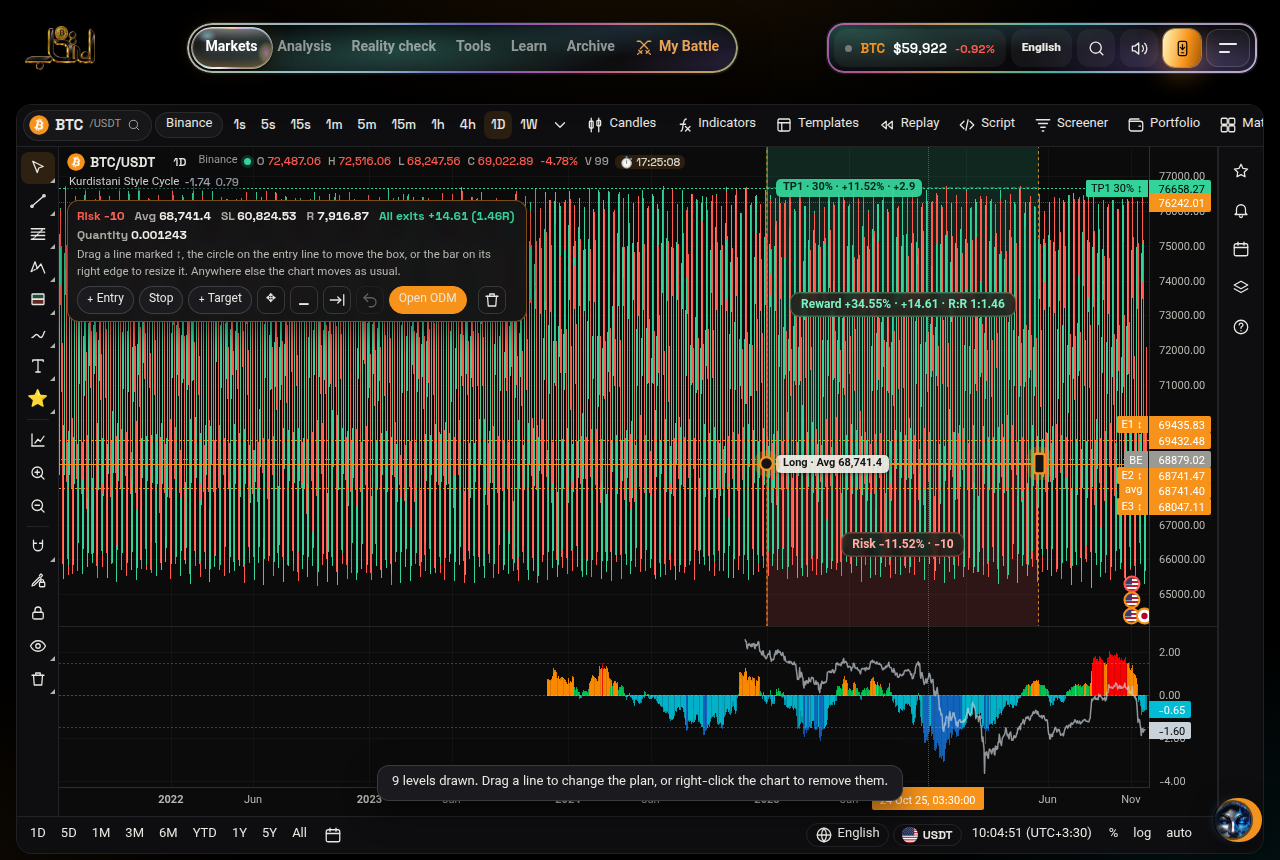 Markets Analysis Reality check Tools Learn Archive My Battle
BTC $59,922 -0.92% English
BTC /USDT Binance 1s 5s 15s 1m 5m 15m 1h 4h 1D 1W Candles Indicators Templates Replay Script Screener Portfolio Mat
BTC/USDT 1D Binance O 72,487.06 H 72,516.06 L 68,247.56 C 69,022.89 -4.78% V 99 17:25:08
Kurdistani Style Cycle -1.74 0.79
77000.00
TP1 · 30% · +11.52% · +2.9
TP1 30% ↕ 76658.27
76242.01
Risk -10 Avg 68,741.4 SL 60,824.53 R 7,916.87 All exits +14.61 (1.46R)
Quantity 0.001243
Drag a line marked ↕, the circle on the entry line to move the box, or the bar on its
right edge to resize it. Anywhere else the chart moves as usual.
+ Entry Stop + Target Open ODM
75000.00
74000.00
Reward +34.55% · +14.61 · R:R 1:1.46
73000.00
72000.00
71000.00
E1 ↕ 69435.83
69432.48
Long · Avg 68,741.4
BE 68879.02
E2 ↕ 68741.47
avg 68741.40
E3 ↕ 68047.11
67000.00
Risk -11.52% · -10
66000.00
65000.00
2.00
0.00
-0.65
-1.60
-4.00
9 levels drawn. Drag a line to change the plan, or right-click the chart to remove them.
2022 Jun 2023 Oct 25, 03:30:00 Jun Nov
1D 5D 1M 3M 6M YTD 1Y 5Y All English USDT 10:04:51 (UTC+3:30) % log auto